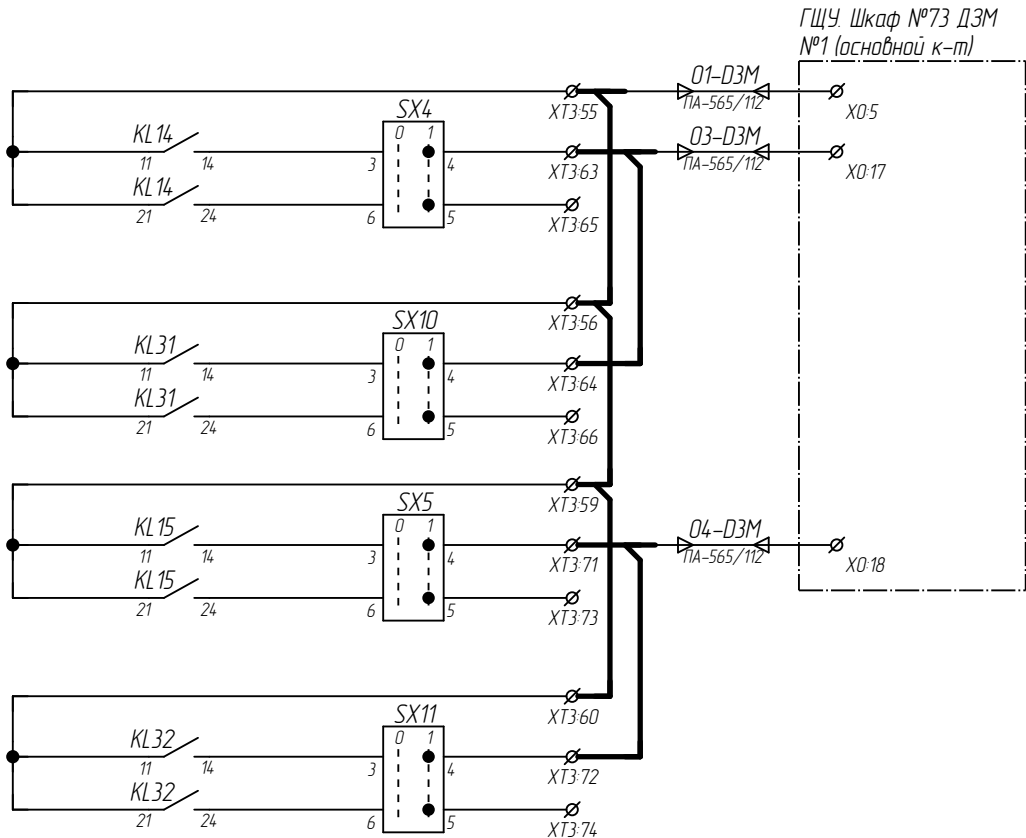 ГЩУ. Шкаф №73 ДЗМ
№1 (основной к-т)
XT3:55
01-DЗМ
ПА-565/112
X0:5
SX4
0 1
KL14
11 14
3 4
XT3:63
03-DЗМ
ПА-565/112
X0:17
KL14
21 24
6 5
XT3:65
XT3:56
SX10
0 1
KL31
11 14
3 4
XT3:64
KL31
21 24
6 5
XT3:66
XT3:59
SX5
0 1
KL15
11 14
3 4
XT3:71
04-DЗМ
ПА-565/112
X0:18
KL15
21 24
6 5
XT3:73
XT3:60
SX11
0 1
KL32
11 14
3 4
XT3:72
KL32
21 24
6 5
XT3:74